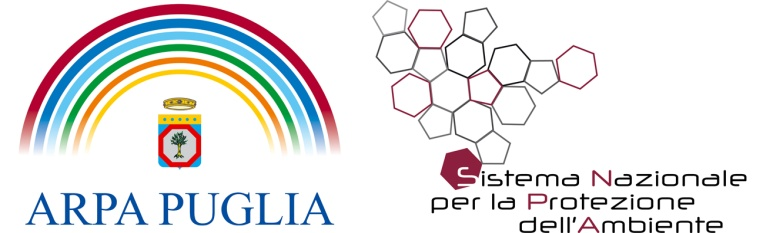 ARPA PUGLIA
Sistema Nazionale
per la Protezione
dell'Ambiente